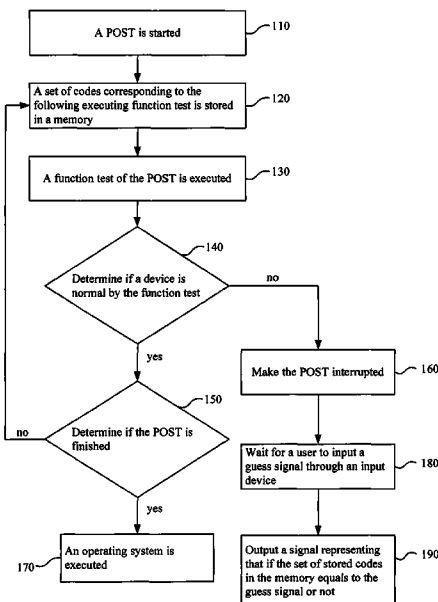 A POST is started
110
A set of codes corresponding to the
following executing function test is stored
in a memory
120
A function test of the POST is executed
130
140
Determine if a device is
normal by the function test
no
yes
Make the POST interrupted
160
150
Determine if the POST is
finished
no
yes
Wait for a user to input a
guess signal through an input
device
180
170
An operating system is
executed
Output a signal representing
that if the set of stored codes
in the memory equals to the
guess signal or not
190